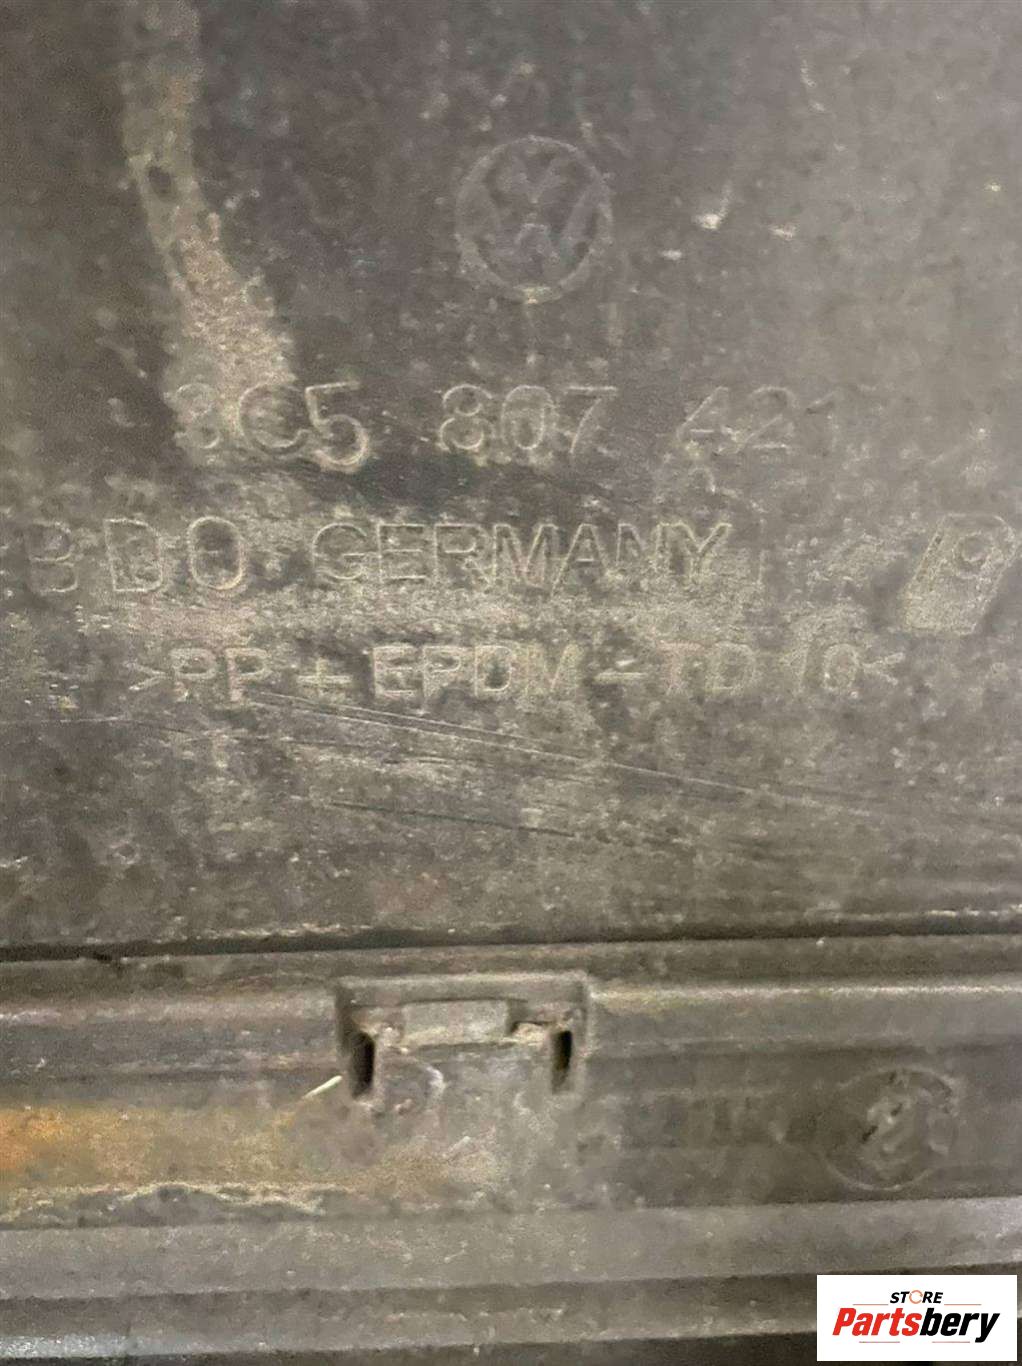 3C5 807 421
BDO GERMANY
>PP+EPDM-TD10<
STORE
Partsbery